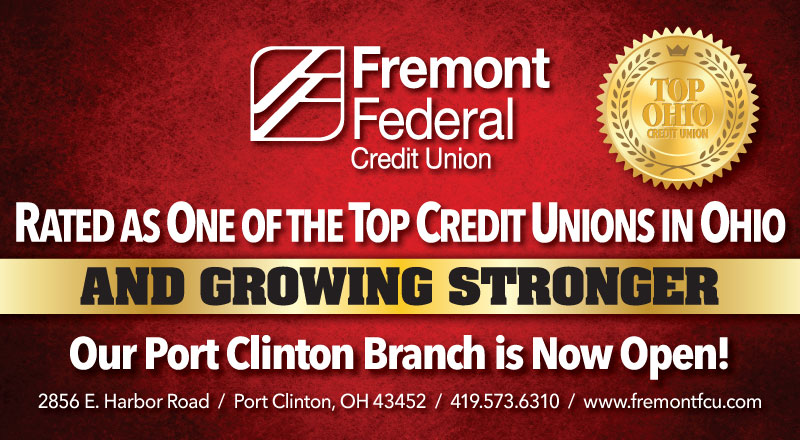 Fremont
Federal
Credit Union
TOP
OHIO
CREDIT UNION
RATED AS ONE OF THE TOP CREDIT UNIONS IN OHIO
AND GROWING STRONGER
Our Port Clinton Branch is Now Open!
2856 E. Harbor Road / Port Clinton, OH 43452 / 419.573.6310 / www.fremontfcu.com